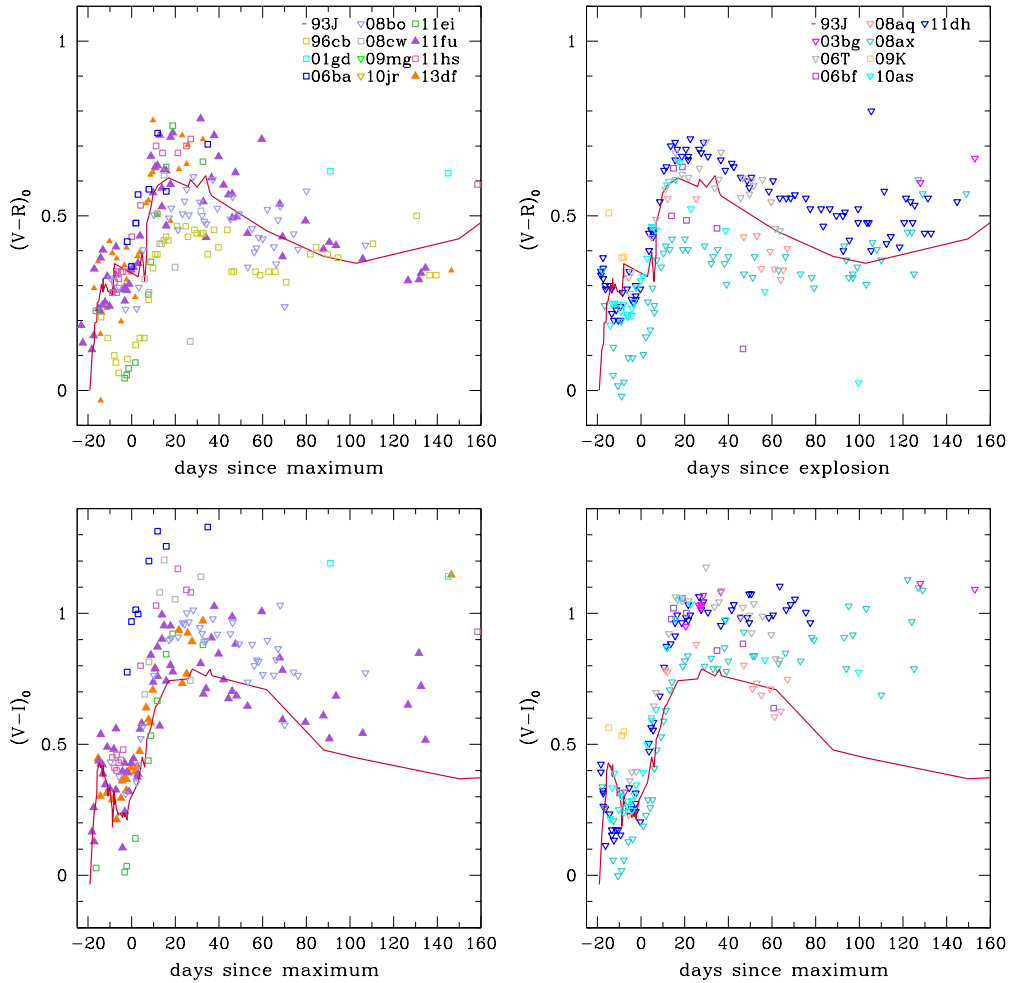 93J 08bo 11ei
96cb 08cw 11fu
01gd 09mg 11hs
06ba 10jr 13df
1
0.5
0
(V−R)₀
−20 0 20 40 60 80 100 120 140 160
days since maximum
93J 08aq 11dh
03bg 08ax
06T 09K
06bf 10as
1
0.5
0
(V−R)₀
−20 0 20 40 60 80 100 120 140 160
days since explosion
1
0.5
0
(V−I)₀
−20 0 20 40 60 80 100 120 140 160
days since maximum
1
0.5
0
(V−I)₀
−20 0 20 40 60 80 100 120 140 160
days since maximum